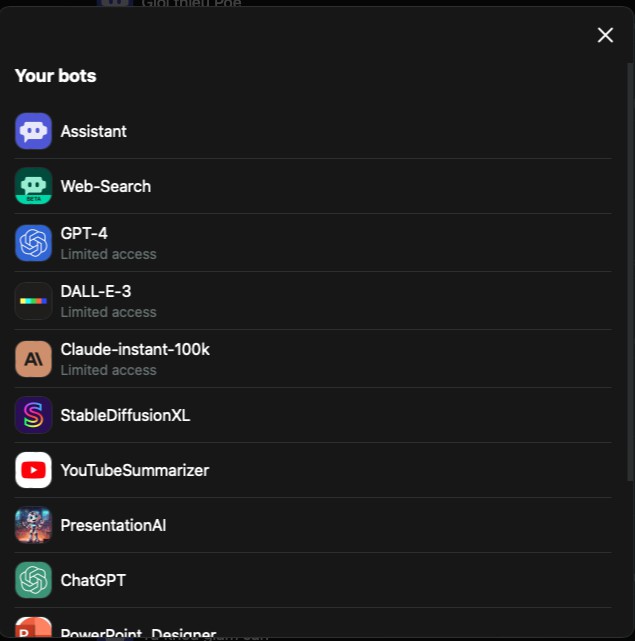 Giới thiệu Poe
Your bots
Assistant
BETA
Web-Search
GPT-4
Limited access
DALL-E-3
Limited access
A\
Claude-instant-100k
Limited access
StableDiffusionXL
YouTubeSummarizer
PresentationAI
ChatGPT
P
PowerPoint_Designer